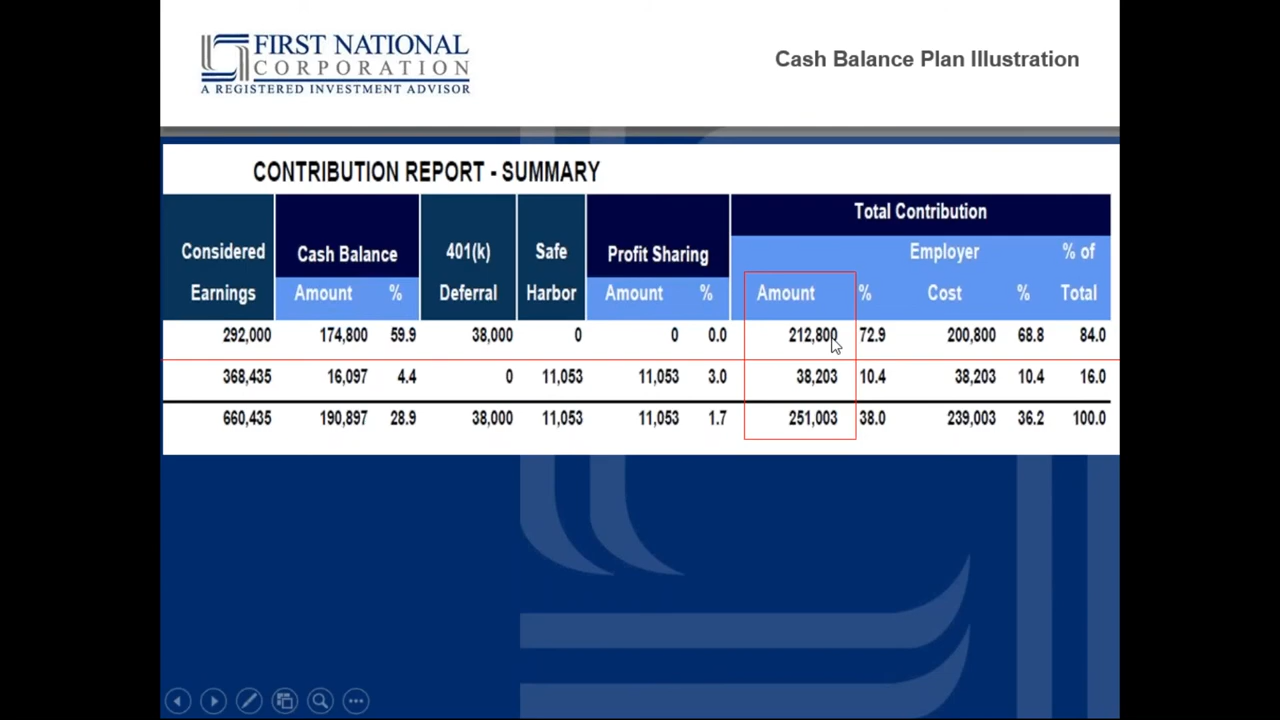 FIRST NATIONAL
CORPORATION
A REGISTERED INVESTMENT ADVISOR
Cash Balance Plan Illustration
CONTRIBUTION REPORT - SUMMARY
Total Contribution
Considered Cash Balance 401(k) Safe Profit Sharing Employer % of
Earnings Amount % Deferral Harbor Amount % Amount % Cost % Total
292,000 174,800 59.9 38,000 0 0 0.0 212,800 72.9 200,800 68.8 84.0
368,435 16,097 4.4 0 11,053 11,053 3.0 38,203 10.4 38,203 10.4 16.0
660,435 190,897 28.9 38,000 11,053 11,053 1.7 251,003 38.0 239,003 36.2 100.0